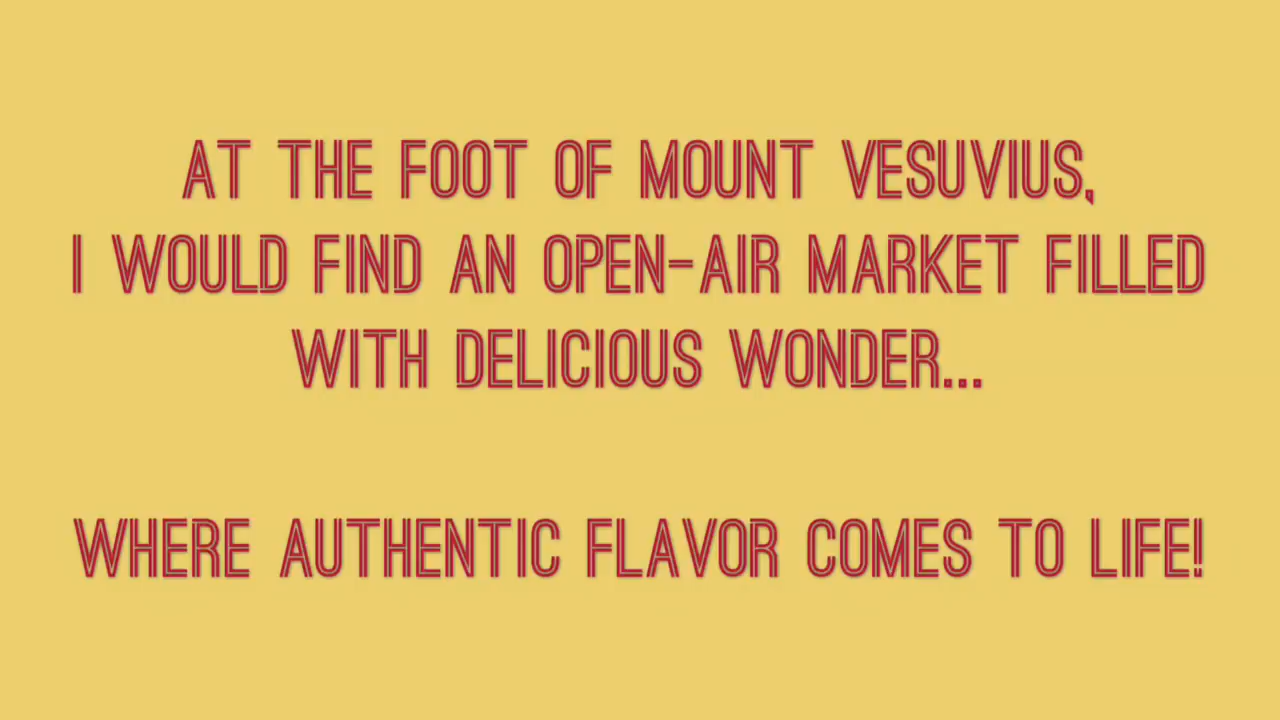 AT THE FOOT OF MOUNT VESUVIUS,
I WOULD FIND AN OPEN-AIR MARKET FILLED
WITH DELICIOUS WONDER...
WHERE AUTHENTIC FLAVOR COMES TO LIFE!